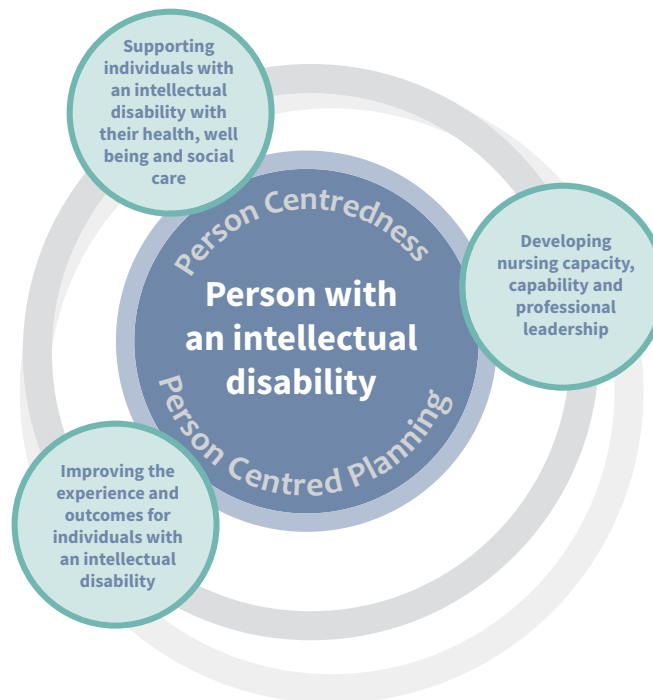 Supporting
individuals with
an intellectual
disability with
their health, well
being and social
care
Person Centredness
Person with
an intellectual
disability
Person Centred Planning
Developing
nursing capacity,
capability and
professional
leadership
Improving the
experience and
outcomes for
individuals with
an intellectual
disability